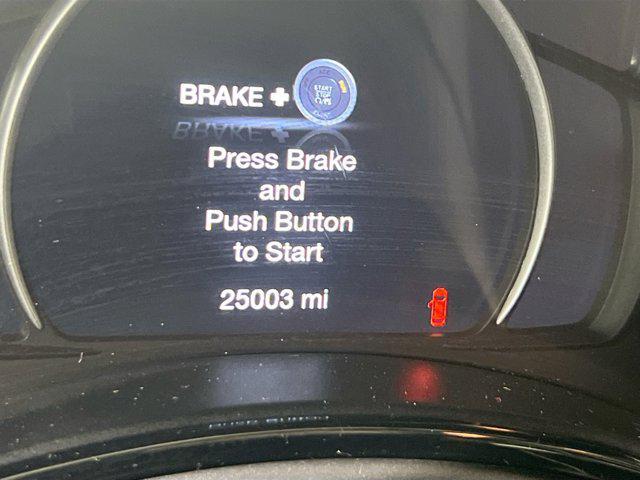 BRAKE +
START
STOP
Press Brake
and
Push Button
to Start
25003 mi